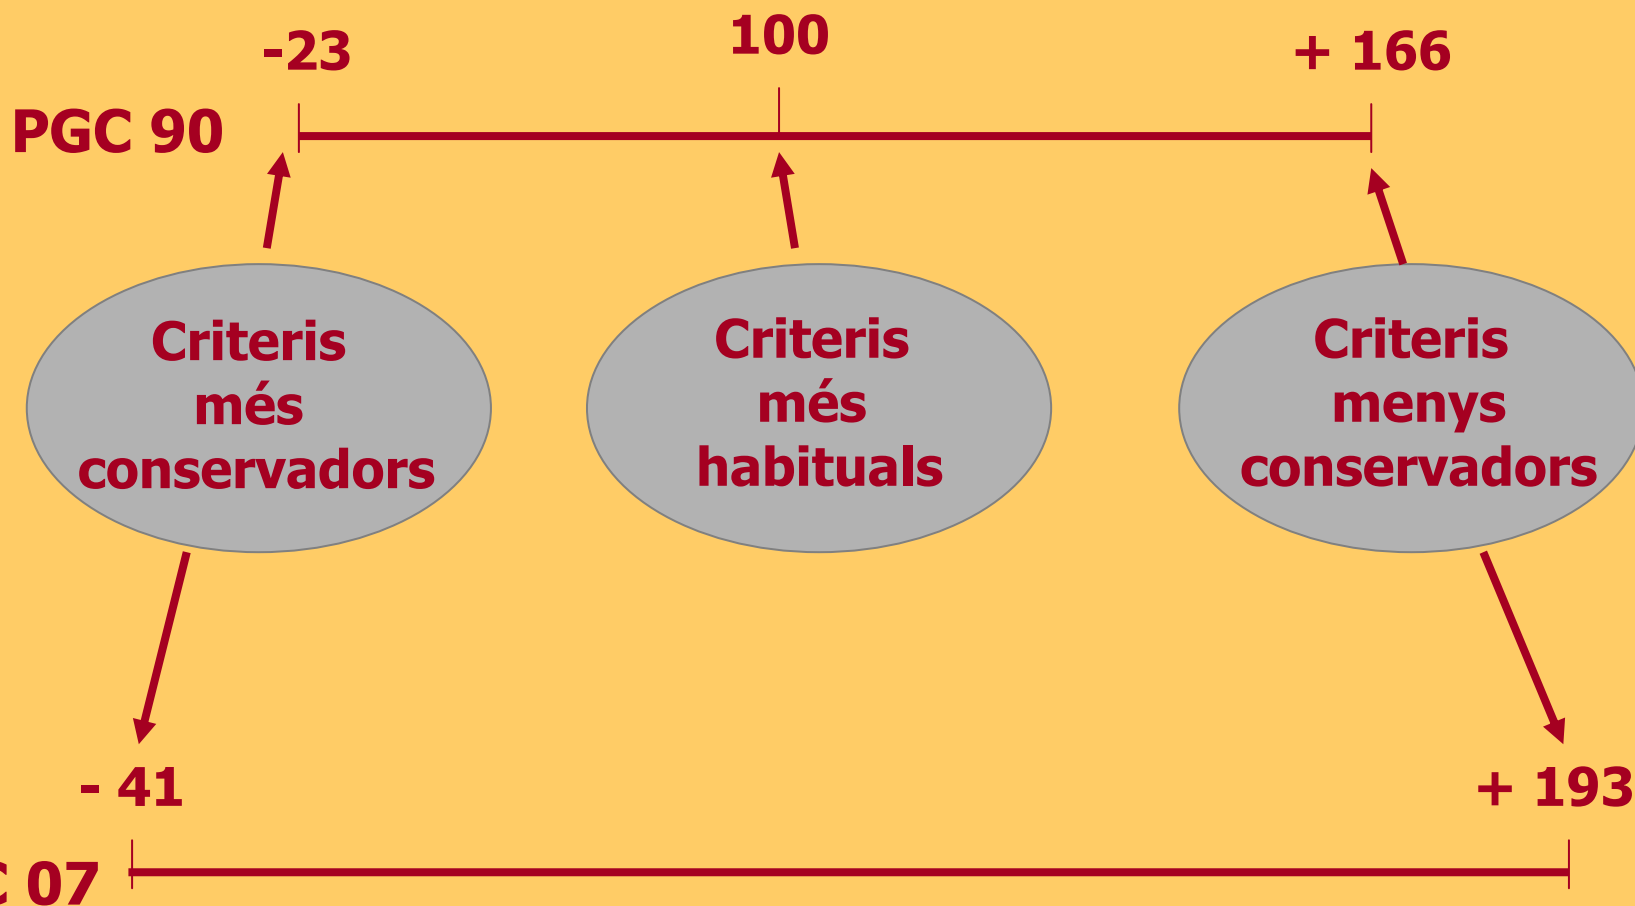 -23
100
+ 166
PGC 90
Criteris
més
conservadors
Criteris
més
habituals
Criteris
menys
conservadors
- 41
+ 193
C 07